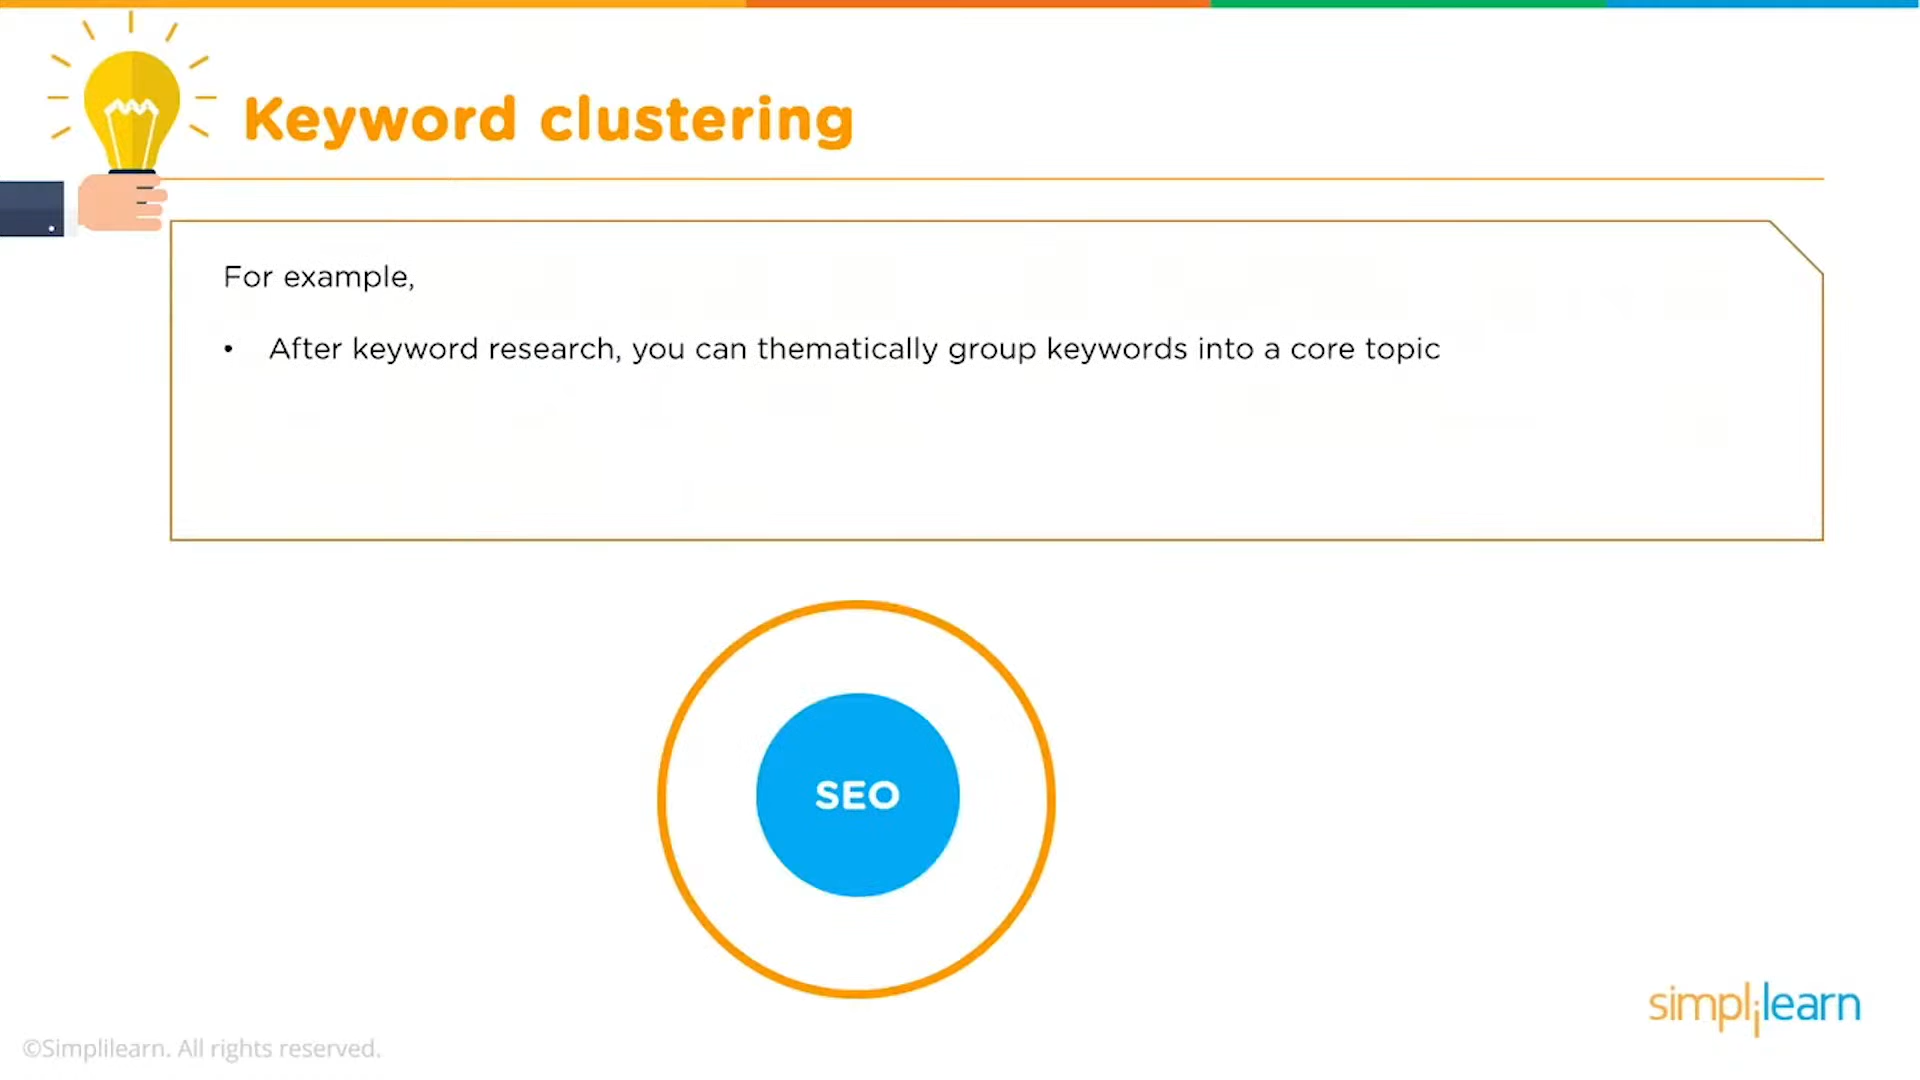 Keyword clustering
For example,
• After keyword research, you can thematically group keywords into a core topic
SEO
simplilearn
©Simplilearn. All rights reserved.